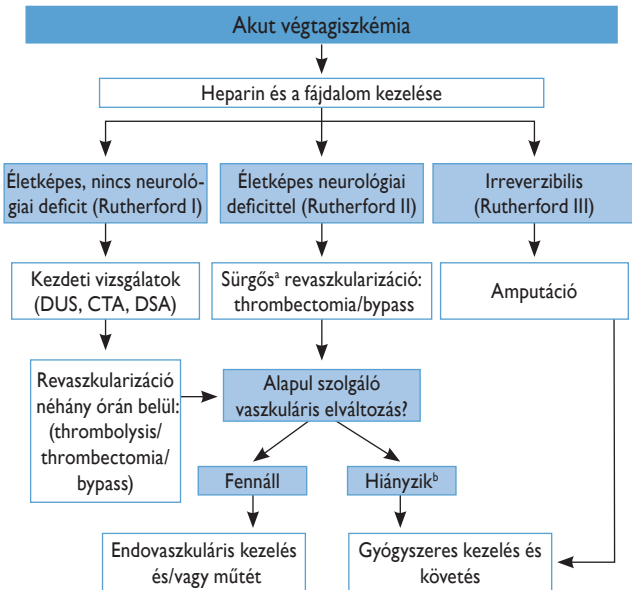 Akut végtagiszkémia
Heparin és a fájdalom kezelése
Életképes, nincs neuroló-
giai deficit (Rutherford I)
Életképes neurológiai
deficittel (Rutherford II)
Irreverzibilis
(Rutherford III)
Kezdeti vizsgálatok
(DUS, CTA, DSA)
Sürgősᵃ revaszkularizáció:
thrombectomia/bypass
Amputáció
Revaszkularizáció
néhány órán belül:
(thrombolysis/
thrombectomia/
bypass)
Alapul szolgáló
vaszkuláris elváltozás?
Fennáll
Hiányzikᵇ
Endovaszkuláris kezelés
és/vagy műtét
Gyógyszeres kezelés és
követés